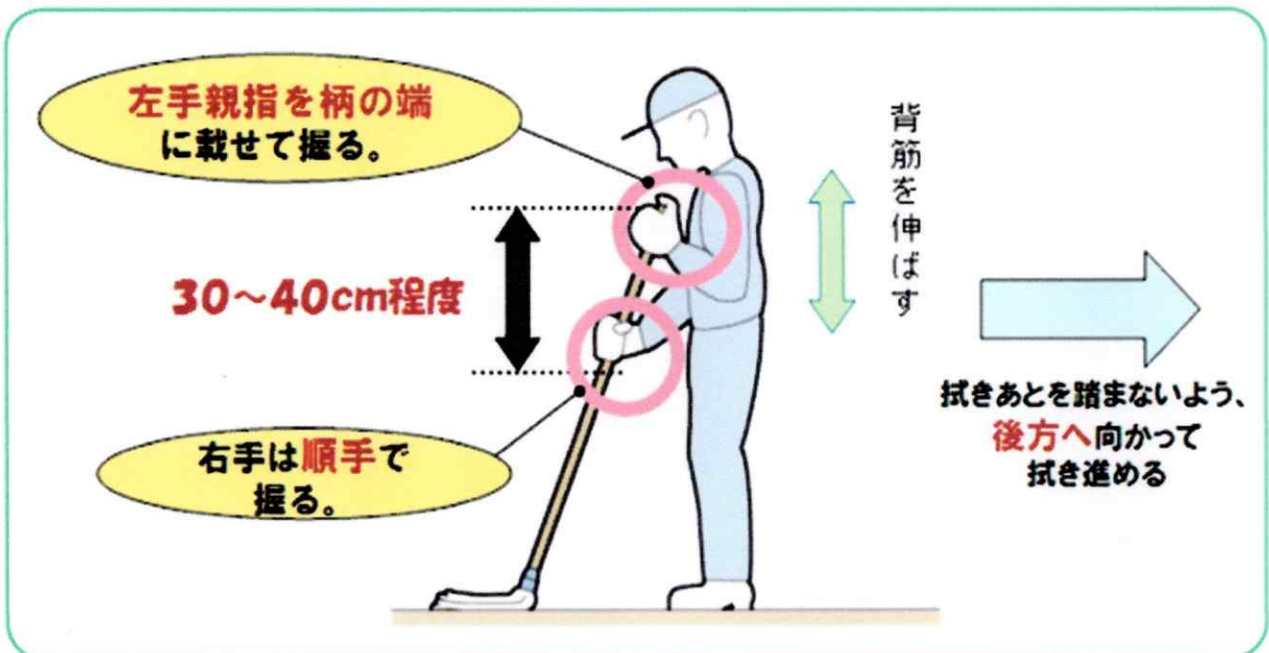 左手親指を柄の端
に載せて握る。
30～40cm程度
右手は順手で
握る。
背筋を伸ばす
拭きあとを踏まないよう、
後方へ向かって
拭き進める